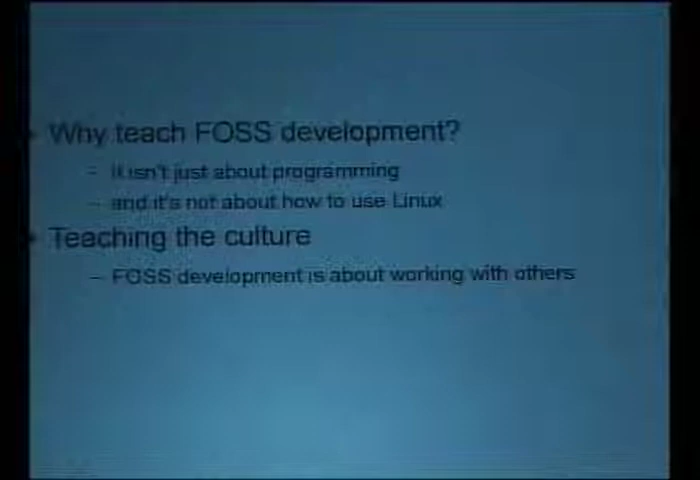 • Why teach FOSS development?
– it isn't just about programming
– and it's not about how to use Linux
• Teaching the culture
– FOSS development is about working with others